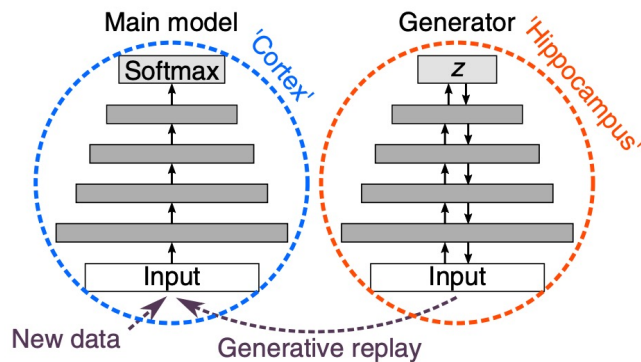 Main model
'Cortex'
Softmax
Input
New data
Generator
'Hippocampus'
z
Input
Generative replay